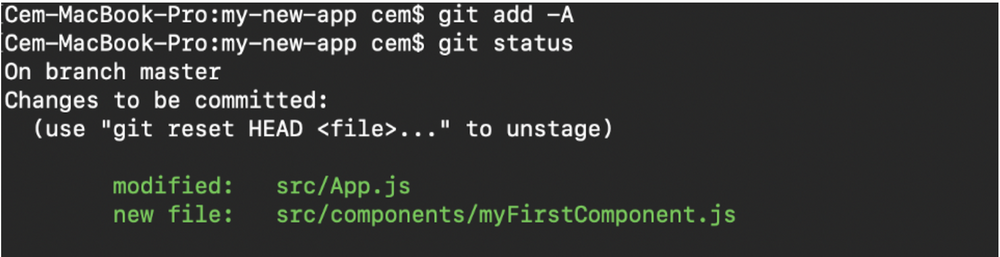 Cem-MacBook-Pro:my-new-app cem$ git add -A
Cem-MacBook-Pro:my-new-app cem$ git status
On branch master
Changes to be committed:
  (use "git reset HEAD <file>..." to unstage)

        modified:   src/App.js
        new file:   src/components/myFirstComponent.js